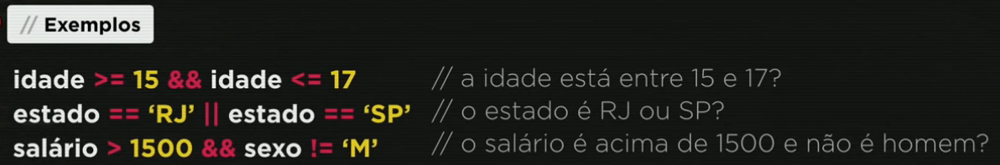 // Exemplos
idade >= 15 && idade <= 17 // a idade está entre 15 e 17?
estado == ‘RJ’ || estado == ‘SP’ // o estado é RJ ou SP?
salário > 1500 && sexo != ‘M’ // o salário é acima de 1500 e não é homem?